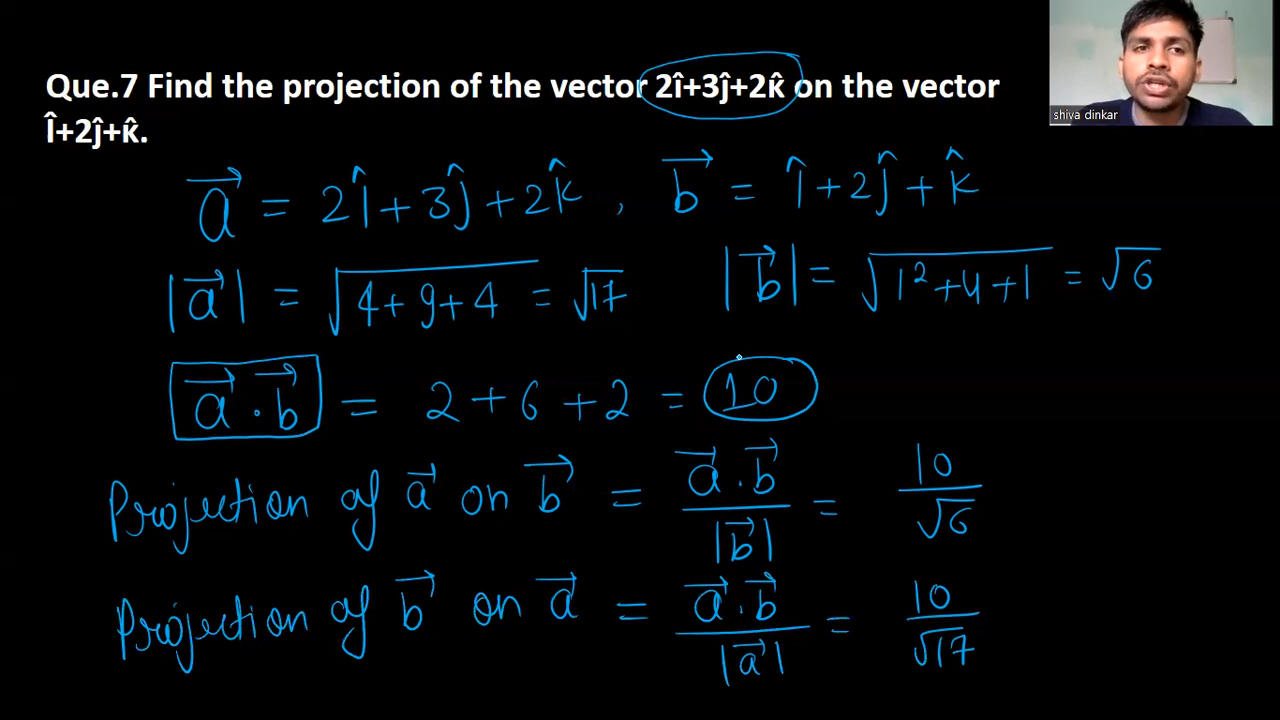 Que.7 Find the projection of the vector 2î+3ĵ+2k̂ on the vector
Î+2ĵ+k̂.
shiva dinkar
a⃗ = 2î+3ĵ+2k̂ , b⃗ = î+2ĵ+k̂
|a⃗| = √(4+9+4) = √17 |b⃗| = √(1²+4+1) = √6
a⃗·b⃗ = 2+6+2 = 10
Projection of a⃗ on b⃗ = a⃗·b⃗/|b⃗| = 10/√6
Projection of b⃗ on a⃗ = a⃗·b⃗/|a⃗| = 10/√17